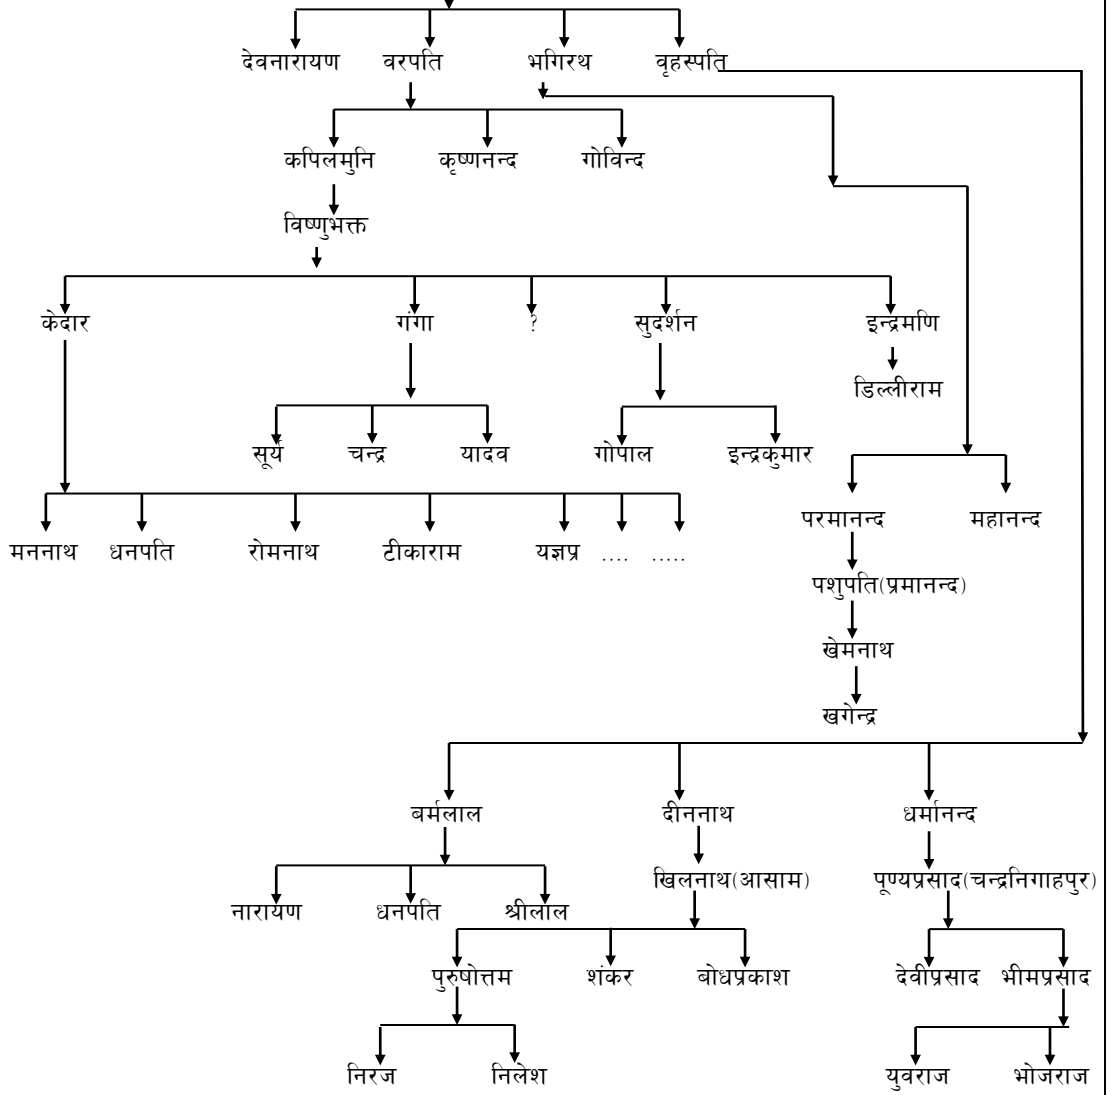 देवनारायण वरपति भगिरथ वृहस्पति
कपिलमुनि कृष्णनन्द गोविन्द
विष्णुभक्त
केदार गंगा ? सुदर्शन इन्द्रमणि
डिल्लीराम
सूर्य चन्द्र यादव गोपाल इन्द्रकुमार
परमानन्द महानन्द
मननाथ धनपति रोमनाथ टीकाराम यज्ञप्र .... .....
पशुपति(प्रमानन्द)
खेमनाथ
खगेन्द्र
बर्मलाल दीननाथ धर्मानन्द
खिलनाथ(आसाम) पूण्यप्रसाद(चन्द्रनिगाहपुर)
नारायण धनपति श्रीलाल
पुरुषोत्तम शंकर बोधप्रकाश देवीप्रसाद भीमप्रसाद
निरज निलेश युवराज भोजराज